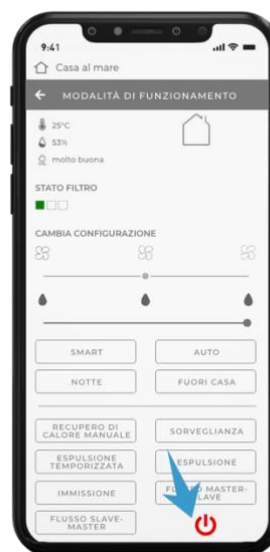 9:41
Casa al mare
MODALITÀ DI FUNZIONAMENTO
25°C
53%
molto buona
STATO FILTRO
CAMBIA CONFIGURAZIONE
SMART AUTO
NOTTE FUORI CASA
RECUPERO DI
CALORE MANUALE
SORVEGLIANZA
ESPULSIONE
TEMPORIZZATA
ESPULSIONE
IMMISSIONE
FLUSSO SLAVE-
MASTER
MASTER-